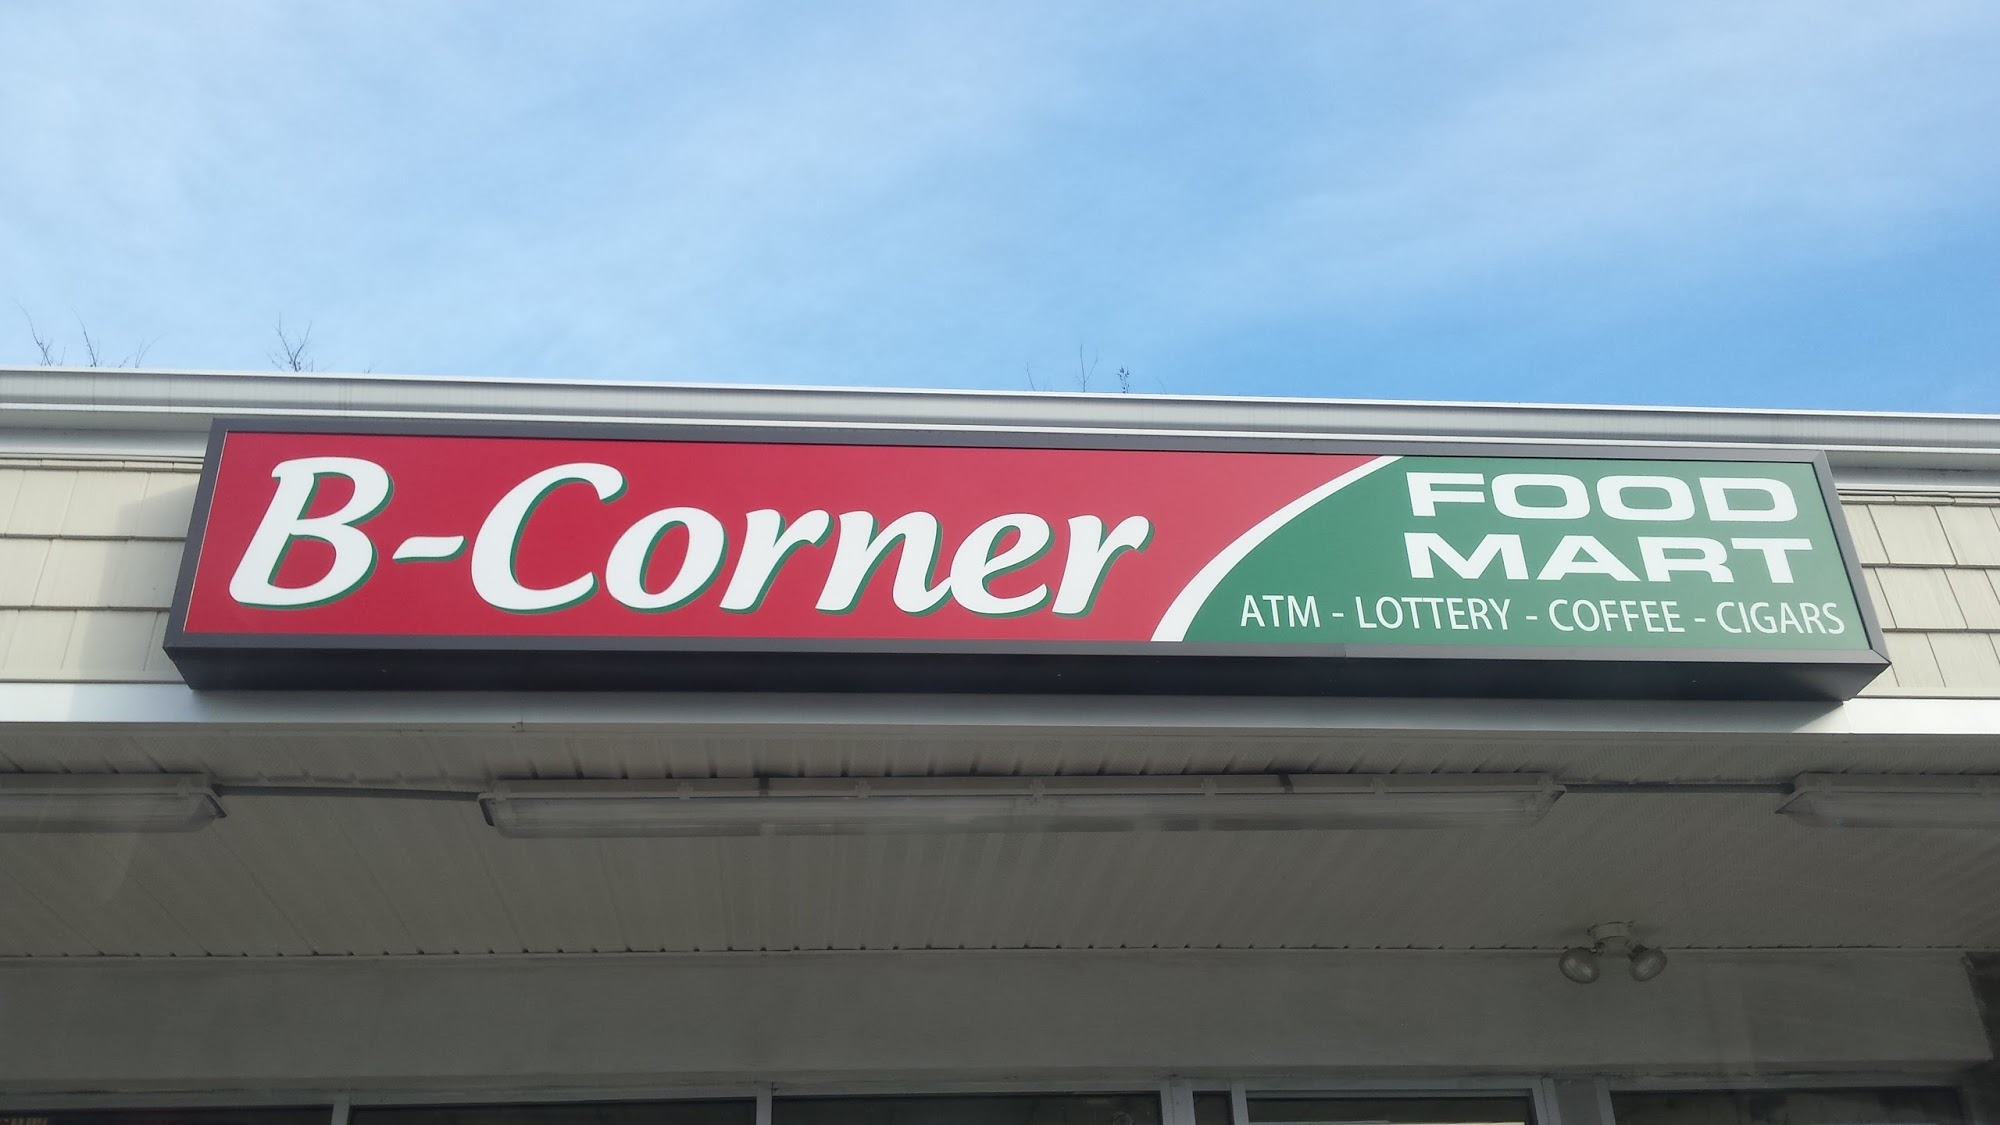 B-Corner
FOOD
MART
ATM - LOTTERY - COFFEE - CIGARS